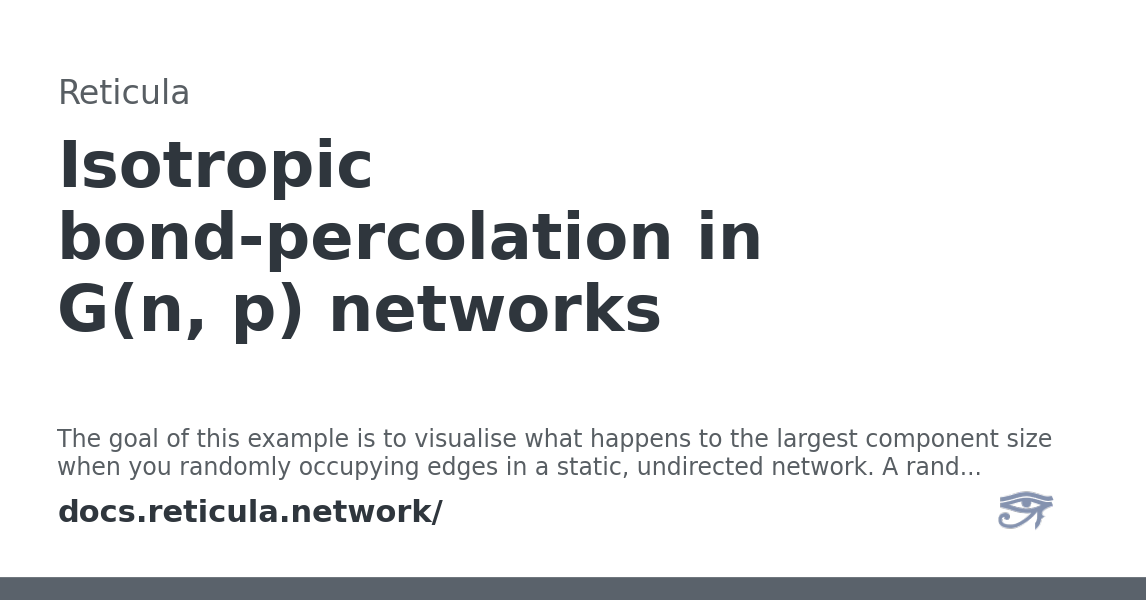 Reticula
Isotropic
bond-percolation in
G(n, p) networks
The goal of this example is to visualise what happens to the largest component size
when you randomly occupying edges in a static, undirected network. A rand...
docs.reticula.network/